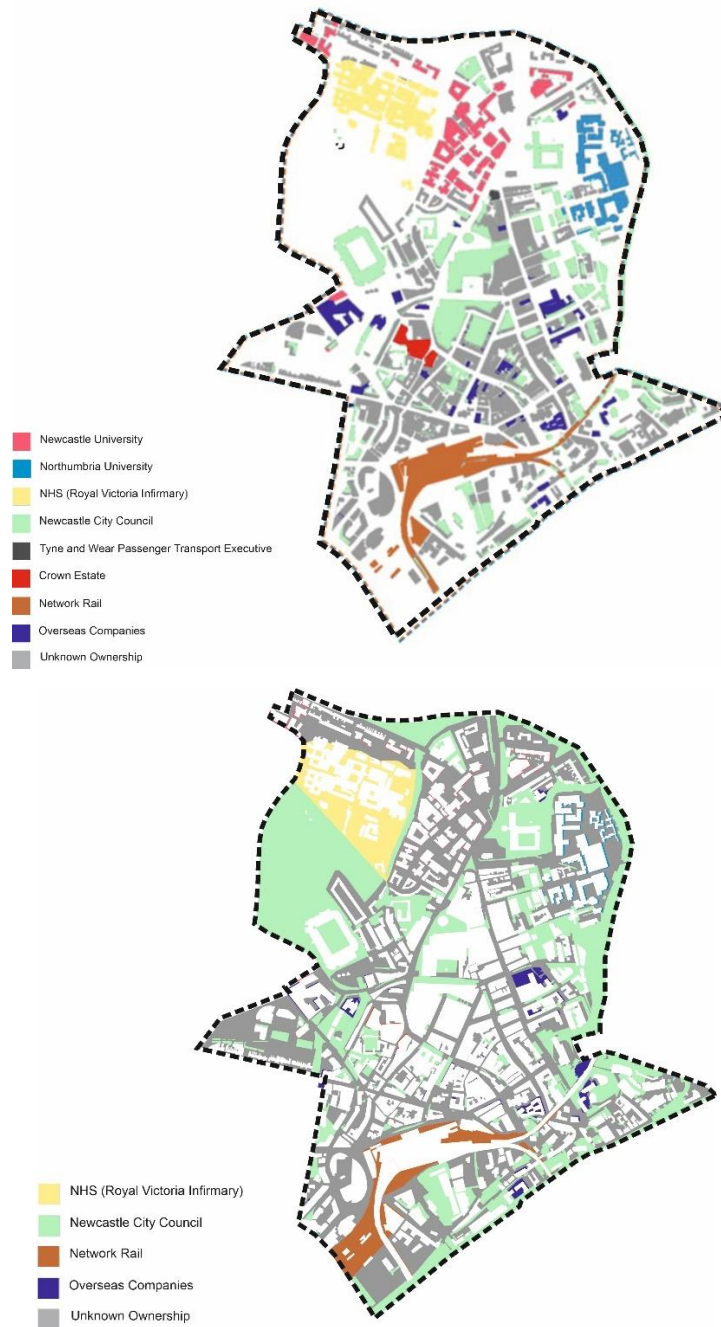 Newcastle University
Northumbria University
NHS (Royal Victoria Infirmary)
Newcastle City Council
Tyne and Wear Passenger Transport Executive
Crown Estate
Network Rail
Overseas Companies
Unknown Ownership
NHS (Royal Victoria Infirmary)
Newcastle City Council
Network Rail
Overseas Companies
Unknown Ownership